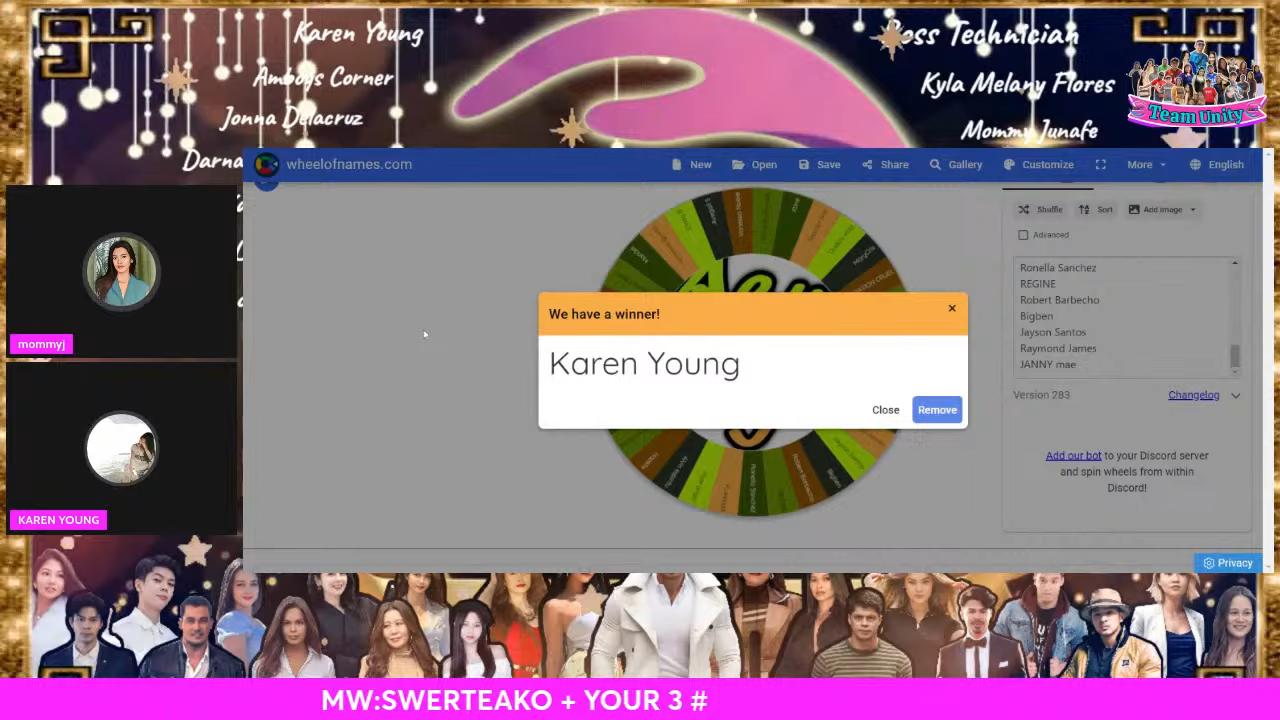 Karen Young
Amboys Corner
Jonna Delacruz
Darna
oss Technician
Kyla Melany Flores
Mommy Junafe
Team Unity
wheelofnames.com
New
Open
Save
Share
Gallery
Customize
More
English
Shuffle
Sort
Add image
Advanced
Ronella Sanchez
REGINE
Robert Barbecho
Bigben
Jayson Santos
Raymond James
JANNY mae
Version 283
Changelog
Add our bot to your Discord server
and spin wheels from within
Discord!
We have a winner!
Karen Young
Close
Remove
mommyj
KAREN YOUNG
Privacy
MW:SWERTEAKO + YOUR 3 #